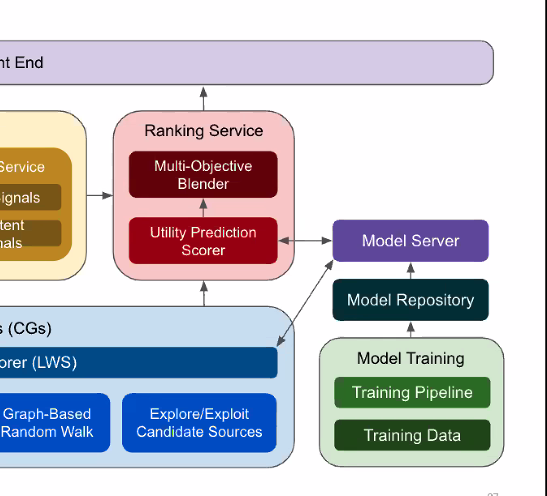 nt End
Ranking Service
Multi-Objective
Blender
Service
ignals
Utility Prediction
Scorer
tent
nals
Model Server
Model Repository
s (CGs)
orer (LWS)
Model Training
Training Pipeline
Graph-Based
Random Walk
Explore/Exploit
Candidate Sources
Training Data